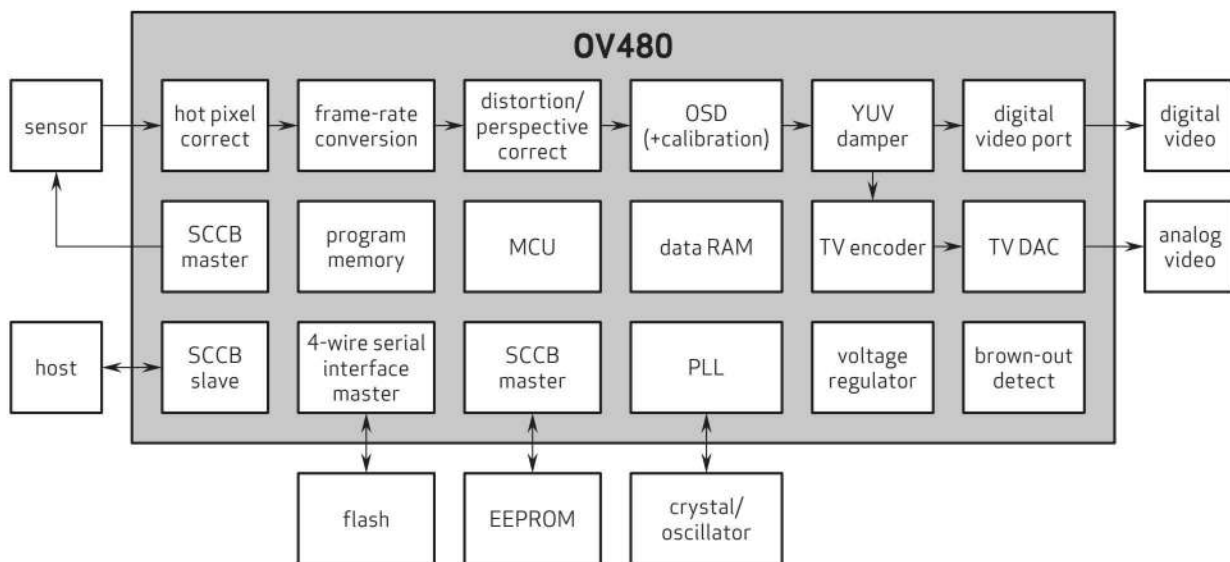 OV480
sensor
hot pixel
correct
frame-rate
conversion
distortion/
perspective
correct
OSD
(+calibration)
YUV
damper
digital
video port
digital
video
SCCB
master
program
memory
MCU
data RAM
TV encoder
TV DAC
analog
video
host
SCCB
slave
4-wire serial
interface
master
SCCB
master
PLL
voltage
regulator
brown-out
detect
flash
EEPROM
crystal/
oscillator